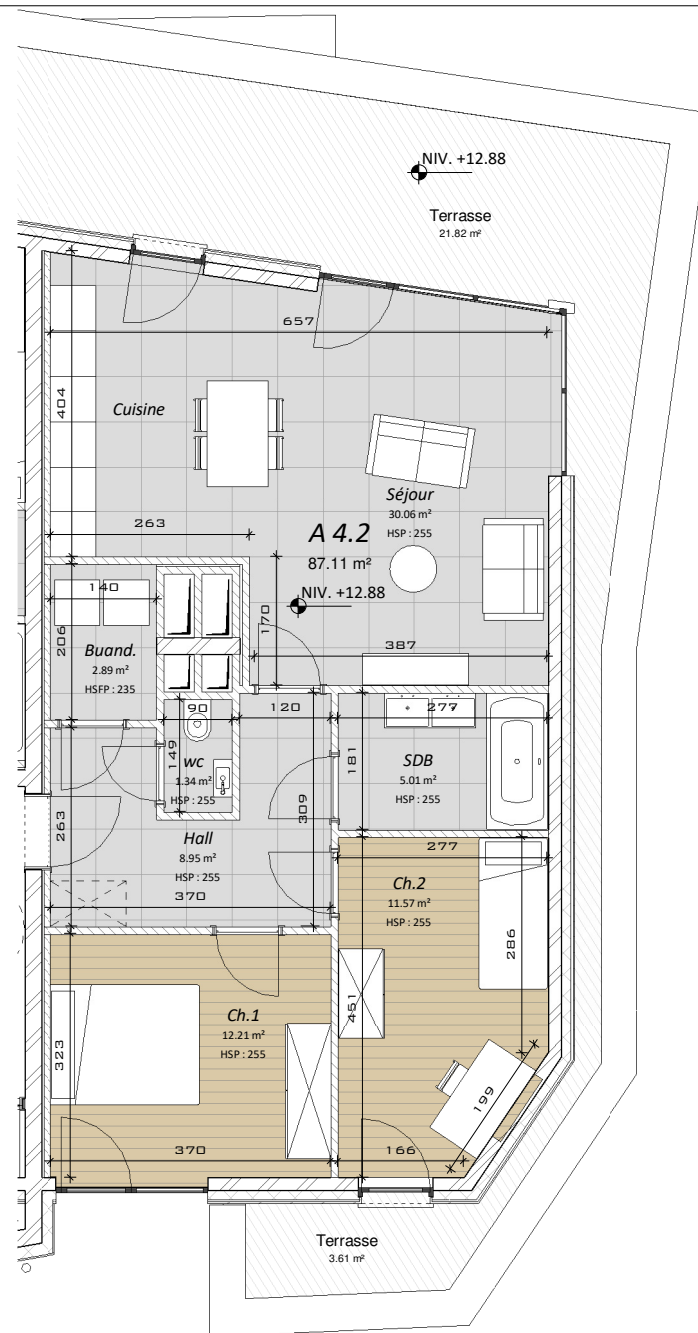 NIV. +12.88
Terrasse
21.82 m²
657
404
Cuisine
Séjour
30.06 m²
HSP : 255
263
A 4.2
87.11 m²
NIV. +12.88
140
170
206
Buand.
2.89 m²
HSFP : 235
387
90
120
277
149
wc
1.34 m²
HSP : 255
181
SDB
5.01 m²
HSP : 255
263
309
Hall
8.95 m²
HSP : 255
370
277
Ch.2
11.57 m²
HSP : 255
286
451
Ch.1
12.21 m²
HSP : 255
323
199
370
166
Terrasse
3.61 m²